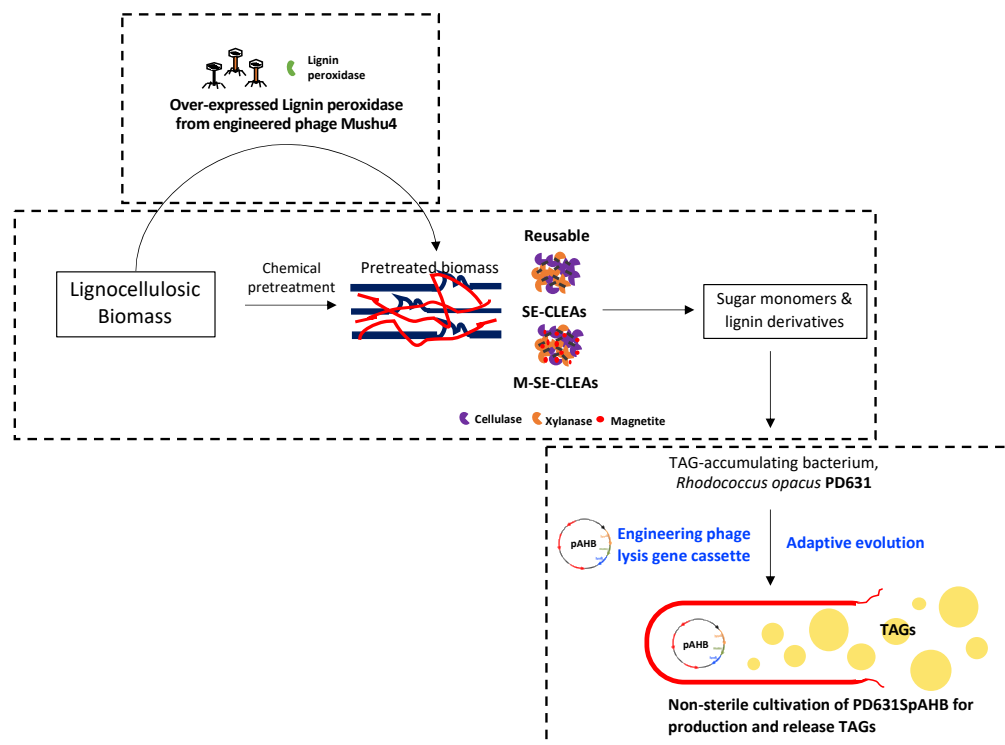 Lignin
peroxidase
Over-expressed Lignin peroxidase
from engineered phage Mushu4
Lignocellulosic
Biomass
Chemical
pretreatment
Pretreated biomass
Reusable
SE-CLEAs
M-SE-CLEAs
Cellulase Xylanase Magnetite
Sugar monomers &
lignin derivatives
TAG-accumulating bacterium,
Rhodococcus opacus PD631
pAHB
Engineering phage
lysis gene cassette
Adaptive evolution
pAHB
TAGs
Non-sterile cultivation of PD631SpAHB for
production and release TAGs